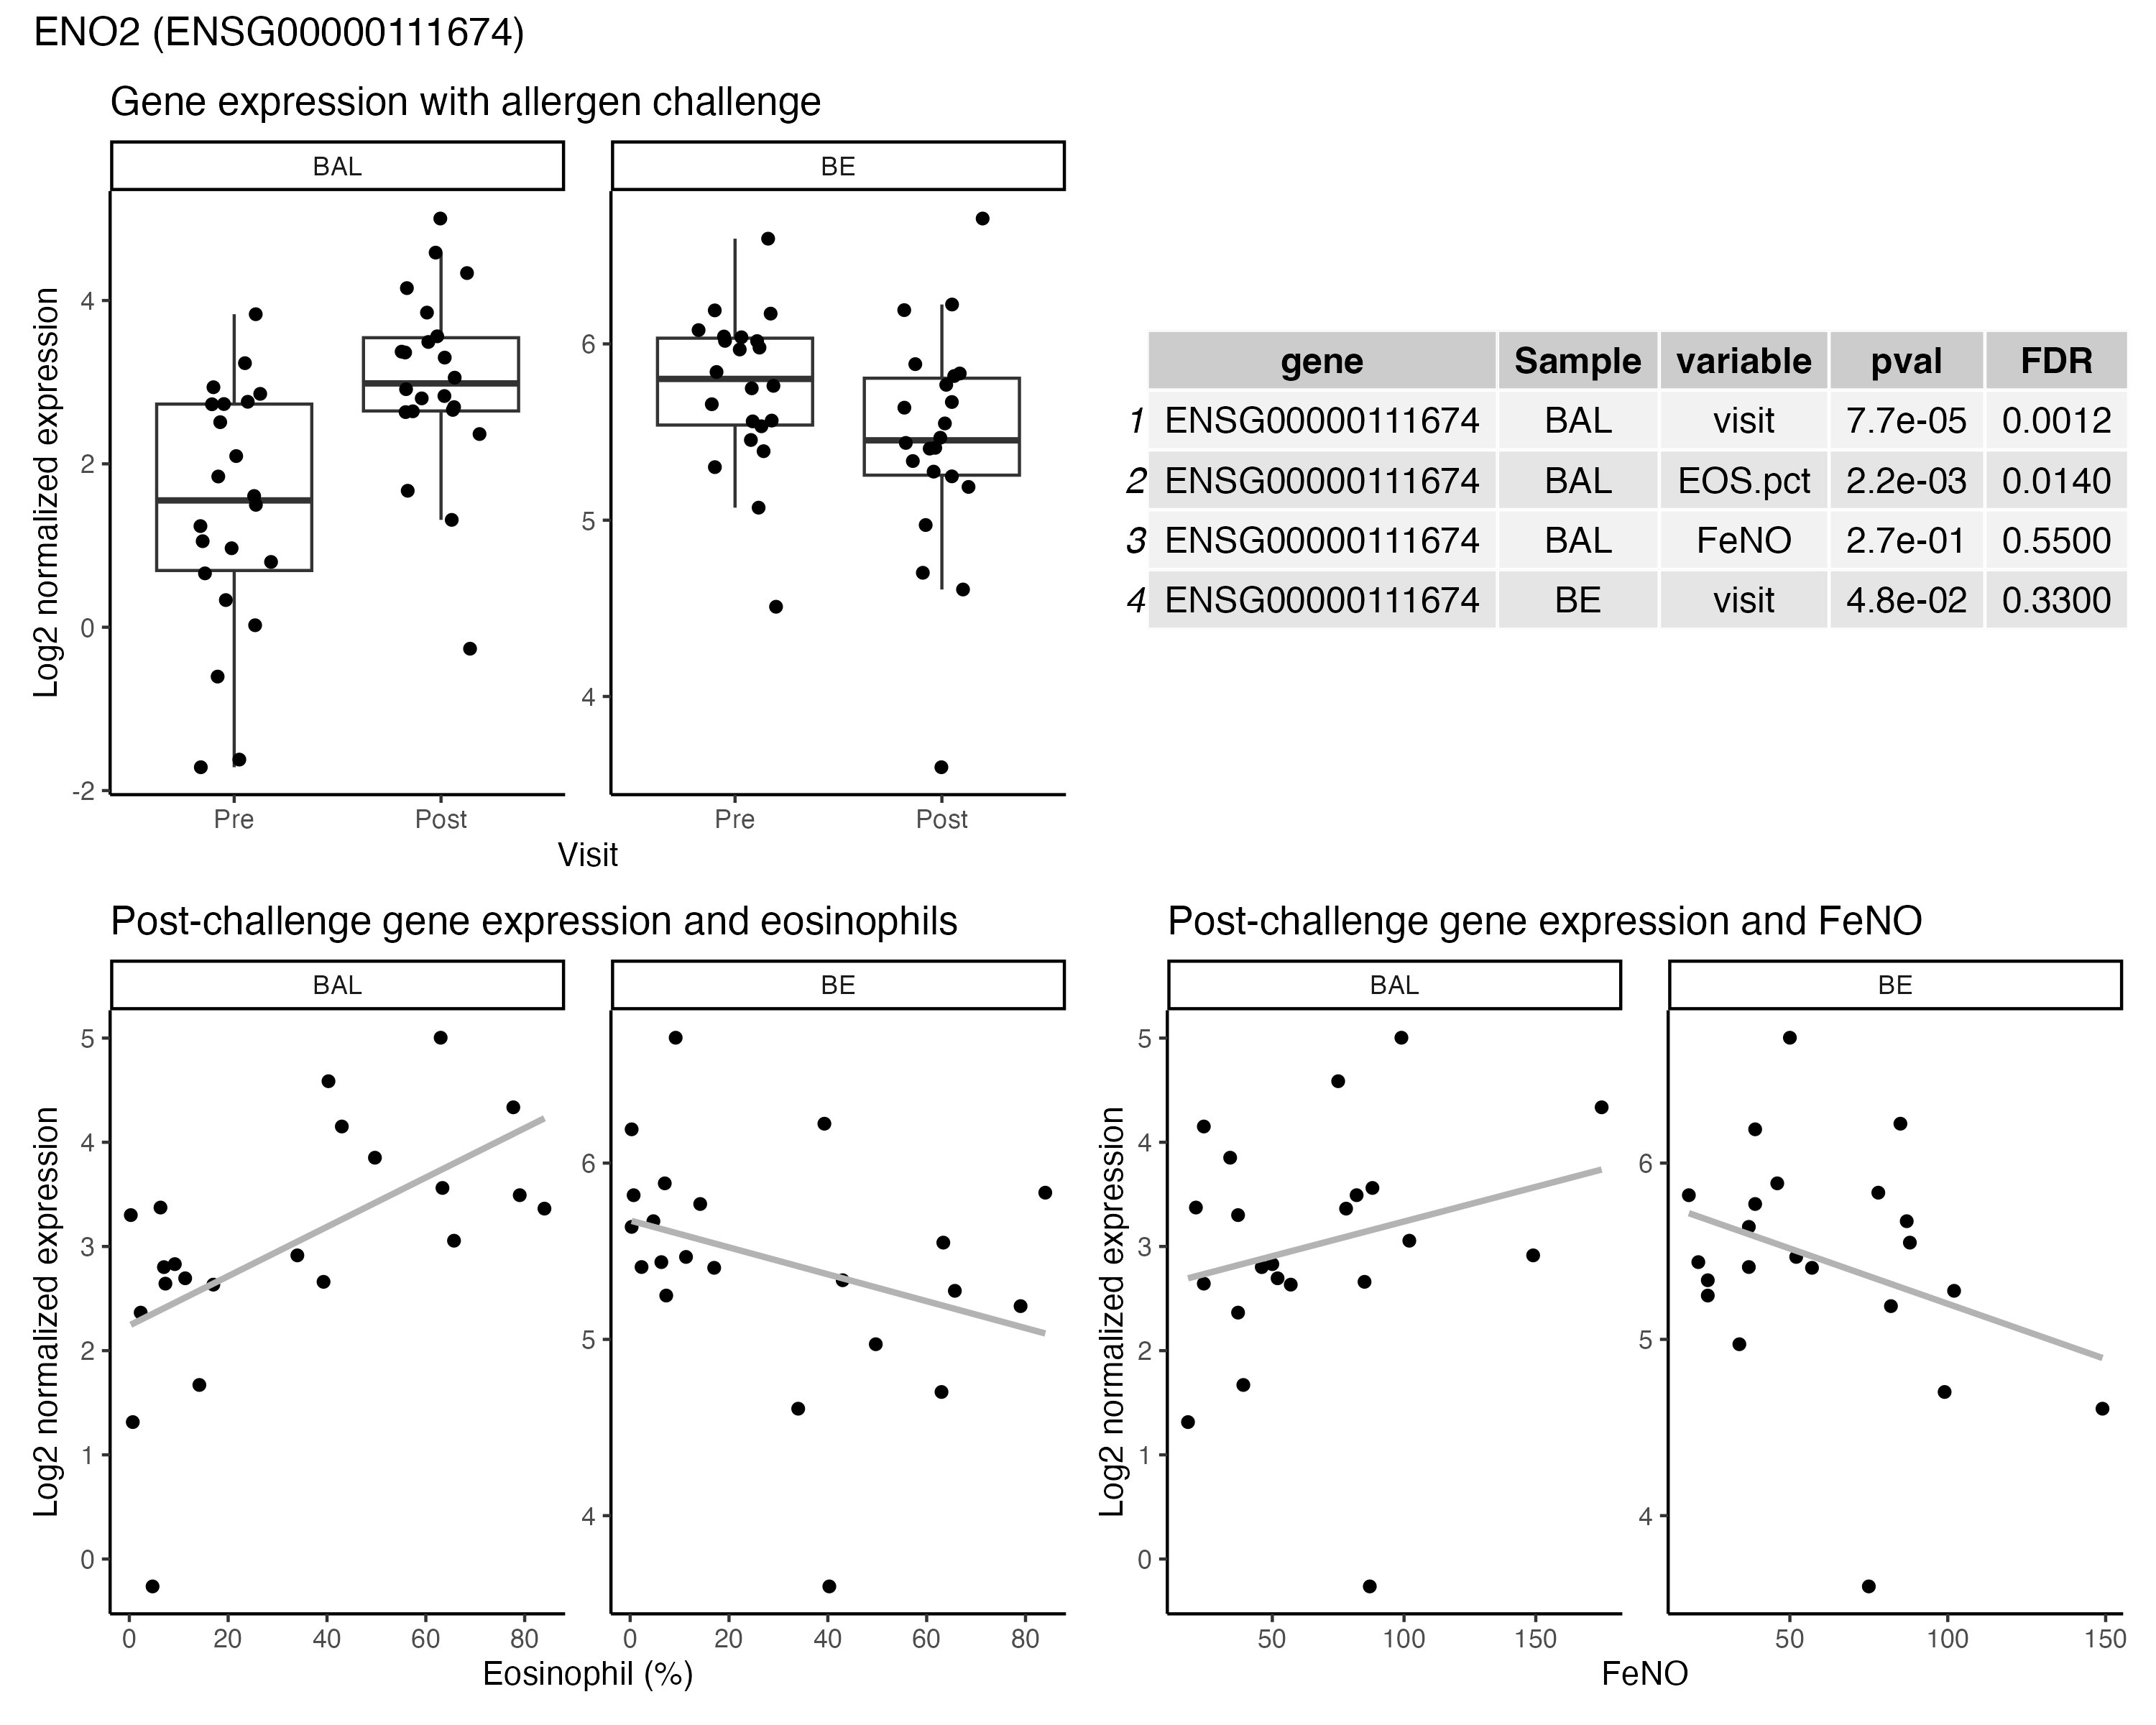 ENO2 (ENSG00000111674)
Gene expression with allergen challenge
BAL BE
Log2 normalized expression
4
2
0
-2
6
5
4
Pre Post Pre Post
Visit
gene Sample variable pval FDR
1 ENSG00000111674 BAL visit 7.7e-05 0.0012
2 ENSG00000111674 BAL EOS.pct 2.2e-03 0.0140
3 ENSG00000111674 BAL FeNO 2.7e-01 0.5500
4 ENSG00000111674 BE visit 4.8e-02 0.3300
Post-challenge gene expression and eosinophils
BAL BE
Log2 normalized expression
5
4
3
2
1
0
6
5
4
0 20 40 60 80 0 20 40 60 80
Eosinophil (%)
Post-challenge gene expression and FeNO
BAL BE
Log2 normalized expression
5
4
3
2
1
0
6
5
4
50 100 150 50 100 150
FeNO